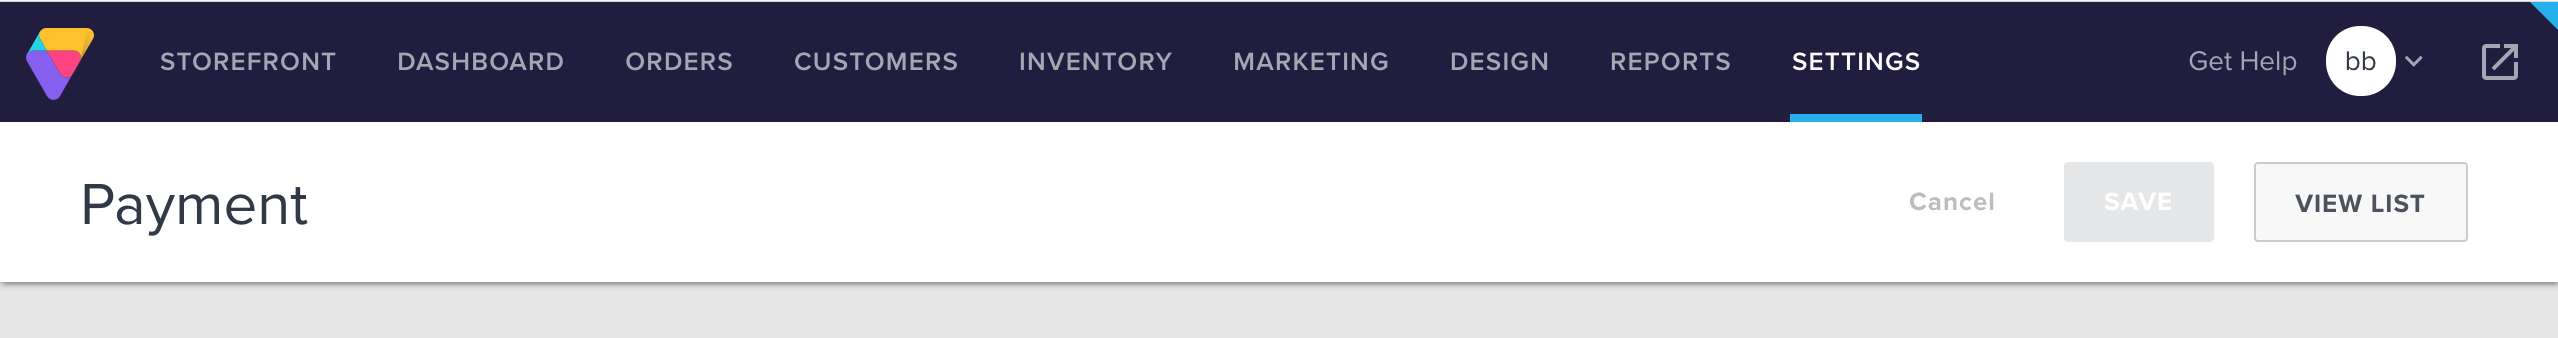 STOREFRONT DASHBOARD ORDERS CUSTOMERS INVENTORY MARKETING DESIGN REPORTS SETTINGS Get Help bb
Payment Cancel SAVE VIEW LIST